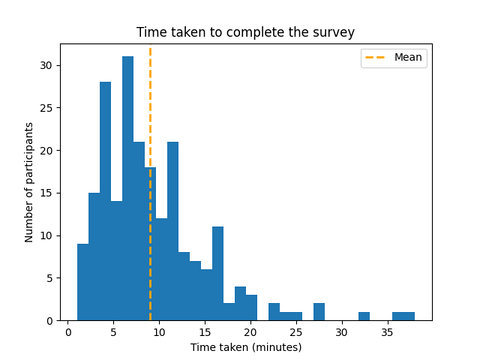 Time taken to complete the survey
Mean
Number of participants
30
25
20
15
10
5
0
0 5 10 15 20 25 30 35
Time taken (minutes)